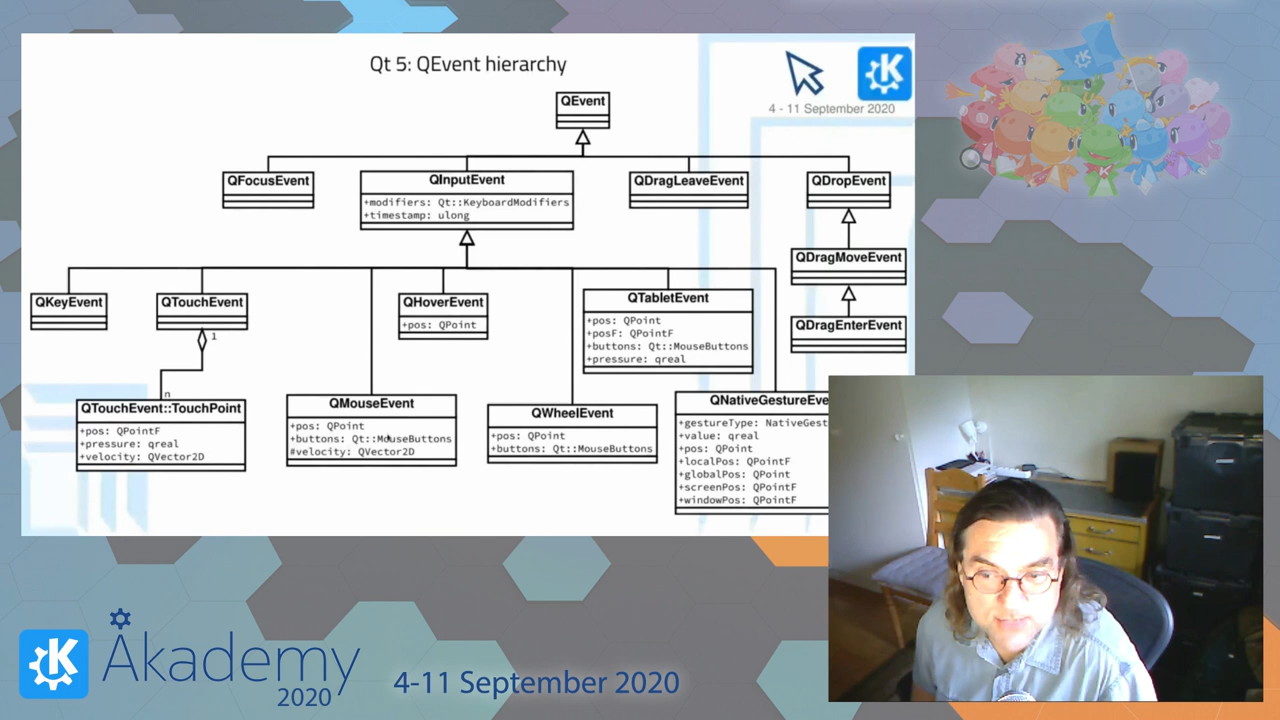 Qt 5: QEvent hierarchy
4 - 11 September 2020
QEvent
QFocusEvent
QInputEvent
+modifiers: Qt::KeyboardModifiers
+timestamp: ulong
QDragLeaveEvent
QDropEvent
QDragMoveEvent
QDragEnterEvent
QKeyEvent
QTouchEvent
1
n
QTouchEvent::TouchPoint
+pos: QPointF
+pressure: qreal
+velocity: QVector2D
QMouseEvent
+pos: QPoint
+buttons: Qt::MouseButtons
#velocity: QVector2D
QHoverEvent
+pos: QPoint
QWheelEvent
+pos: QPoint
+buttons: Qt::MouseButtons
QTabletEvent
+pos: QPoint
+posF: QPointF
+buttons: Qt::MouseButtons
+pressure: qreal
QNativeGestureEve
+gestureType: NativeGest
+value: qreal
+pos: QPoint
+localPos: QPointF
+globalPos: QPoint
+screenPos: QPointF
+windowPos: QPointF
Akademy
2020
4-11 September 2020